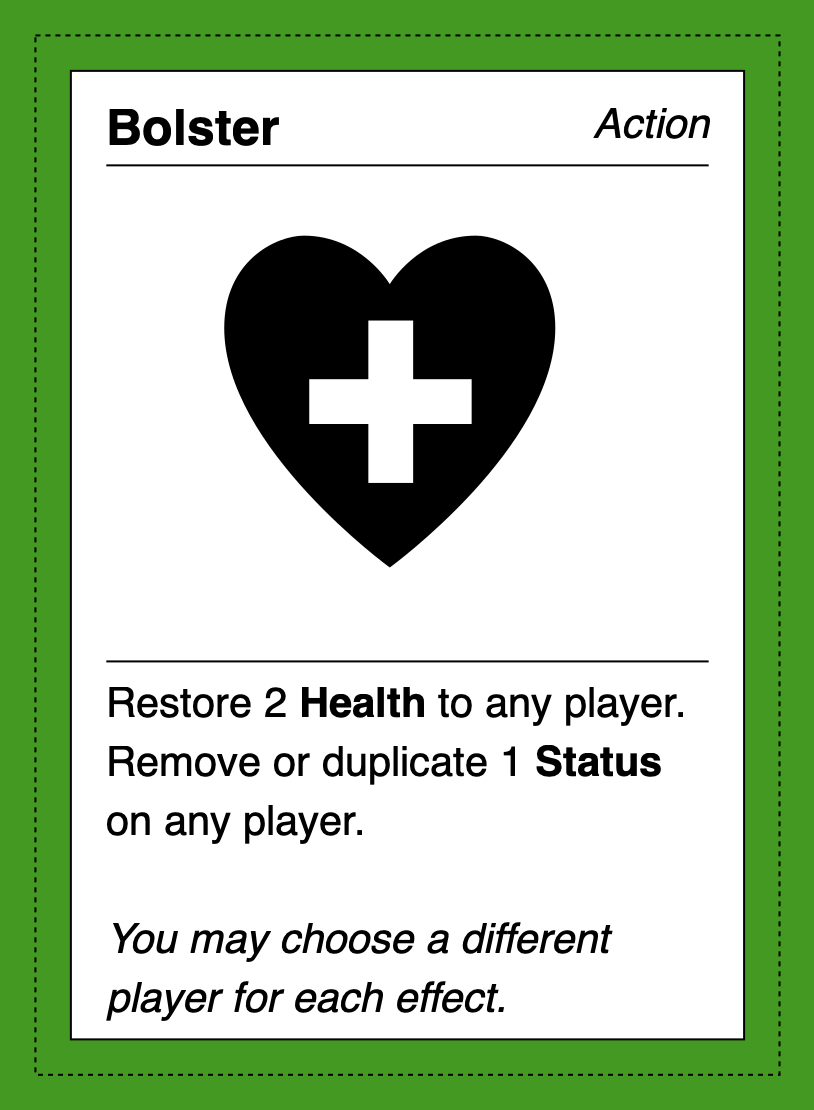 Bolster
Action
Restore 2 Health to any player.
Remove or duplicate 1 Status
on any player.
You may choose a different
player for each effect.